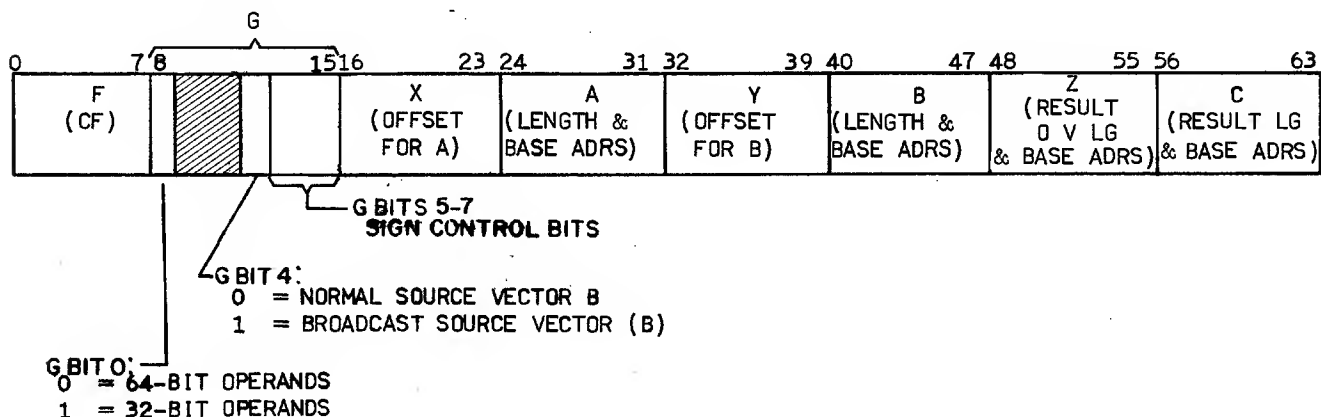 G
0 7 8 15 16 23 24 31 32 39 40 47 48 55 56 63
F
(CF)
X
(OFFSET
FOR A)
A
(LENGTH &
BASE ADRS)
Y
(OFFSET
FOR B)
B
(LENGTH &
BASE ADRS)
Z
(RESULT
O V LG
& BASE ADRS)
C
(RESULT LG
& BASE ADRS)
G BITS 5-7
SIGN CONTROL BITS
G BIT 4:
0 = NORMAL SOURCE VECTOR B
1 = BROADCAST SOURCE VECTOR (B)
G BIT 0:
0 = 64-BIT OPERANDS
1 = 32-BIT OPERANDS